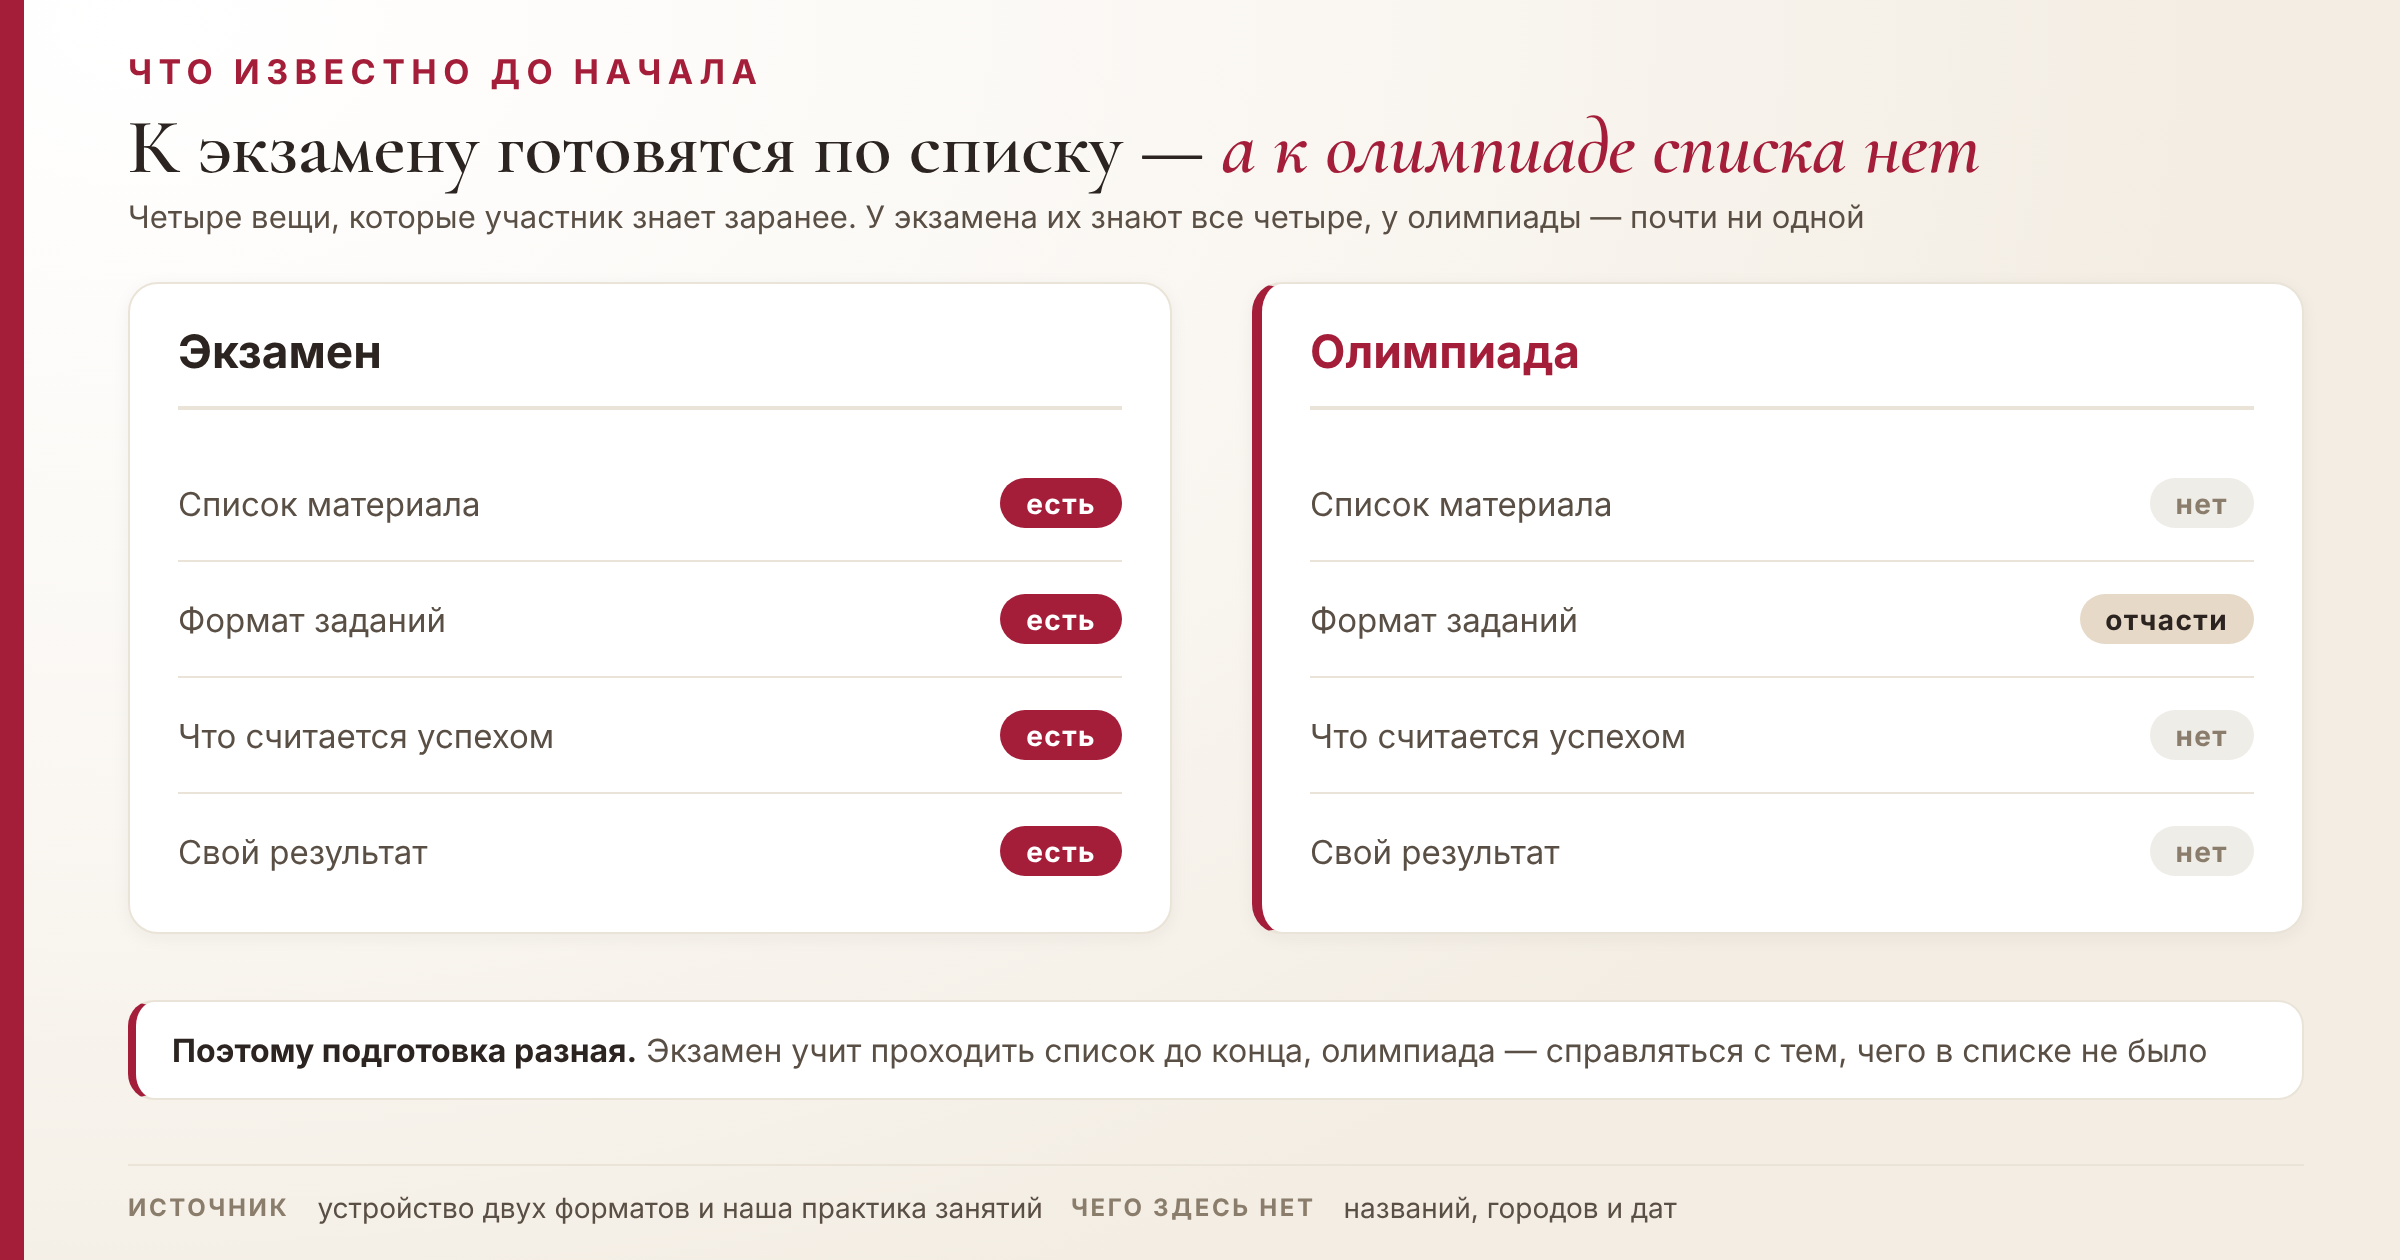 ЧТО ИЗВЕСТНО ДО НАЧАЛА
К экзамену готовятся по списку — а к олимпиаде списка нет
Четыре вещи, которые участник знает заранее. У экзамена их знают все четыре, у олимпиады — почти ни одной
Экзамен
Список материала есть
Формат заданий есть
Что считается успехом есть
Свой результат есть
Олимпиада
Список материала нет
Формат заданий отчасти
Что считается успехом нет
Свой результат нет
Поэтому подготовка разная. Экзамен учит проходить список до конца, олимпиада — справляться с тем, чего в списке не было
ИСТОЧНИК устройство двух форматов и наша практика занятий ЧЕГО ЗДЕСЬ НЕТ названий, городов и дат